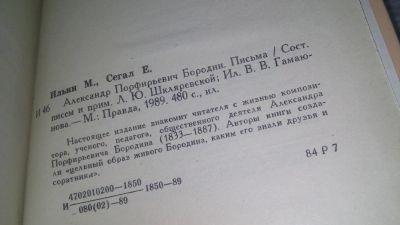 Ильин М., Сегал Е.
И 46
Александр Порфирьевич Бородин. Письма / Сост.
писем и прим. Л. Ю. Шкляревской; Ил. В. В. Гамаю-
нова. — М.: Правда, 1989. 480 с., ил.
Настоящее издание знакомит читателя с жизнью компози-
тора, ученого, педагога, общественного деятеля Александра
Порфирьевича Бородина (1833—1887). Авторы книги созда-
ли «цельный образ живого Бородина, каким его знали друзья и
соратники».
И 4702010200—1850 / 080(02)—89 1850—89
84 Р 7